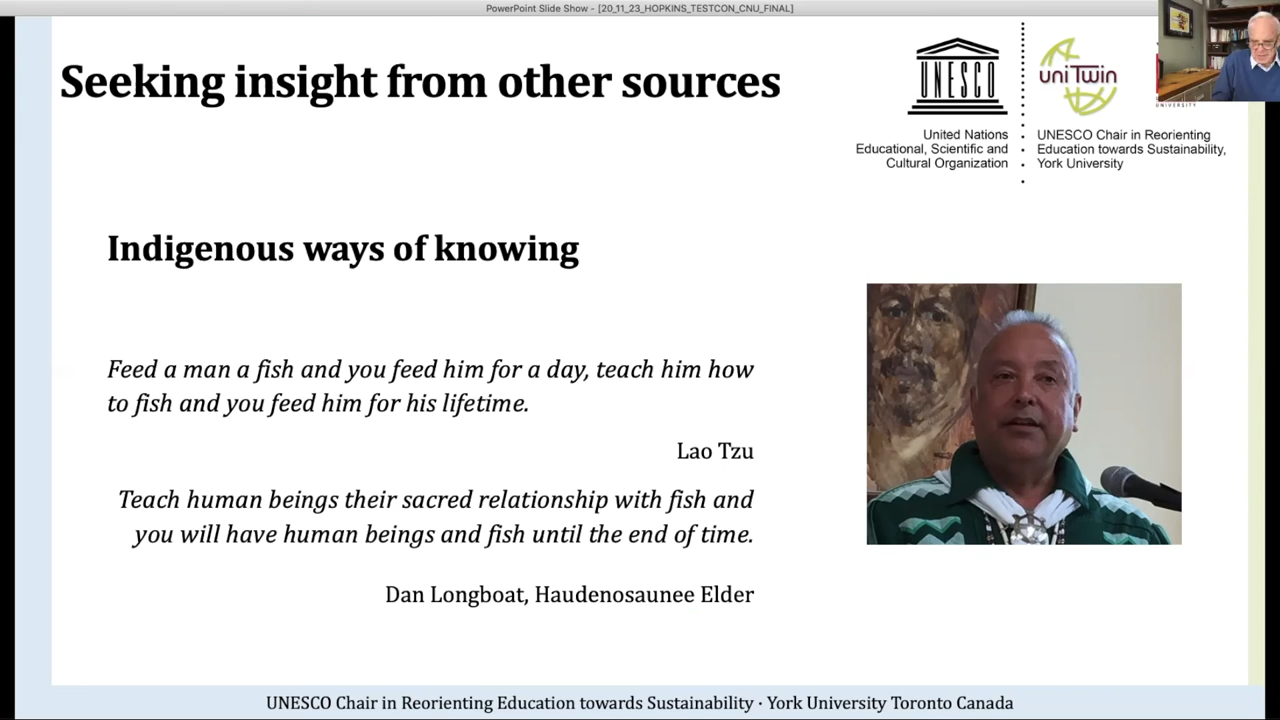 PowerPoint Slide Show - [20_11_23_HOPKINS_TESTCON_CNU_FINAL]
Seeking insight from other sources
UNESCO
uniTwin
United Nations
Educational, Scientific and
Cultural Organization
UNESCO Chair in Reorienting
Education towards Sustainability,
York University
UNIVERSITY
Indigenous ways of knowing
Feed a man a fish and you feed him for a day, teach him how
to fish and you feed him for his lifetime.
Lao Tzu
Teach human beings their sacred relationship with fish and
you will have human beings and fish until the end of time.
Dan Longboat, Haudenosaunee Elder
UNESCO Chair in Reorienting Education towards Sustainability · York University Toronto Canada